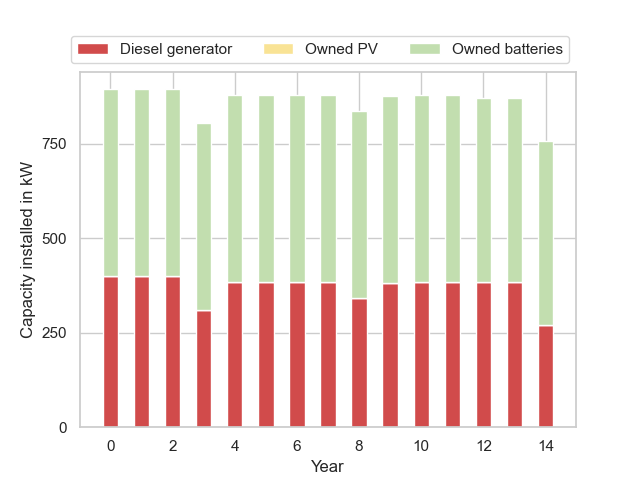 Diesel generator Owned PV Owned batteries
Capacity installed in kW
750
500
250
0
0 2 4 6 8 10 12 14
Year